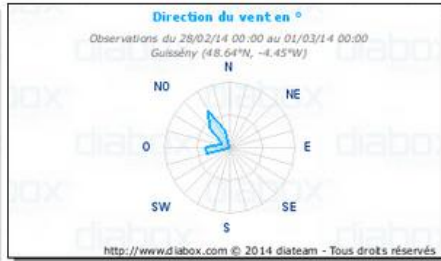 Direction du vent en °
Observations du 28/02/14 00:00 au 01/03/14 00:00
Guissény (48.64°N, -4.45°W)
N
NO
NE
O
E
SW
SE
S
http://www.diabox.com © 2014 diateam - Tous droits réservés